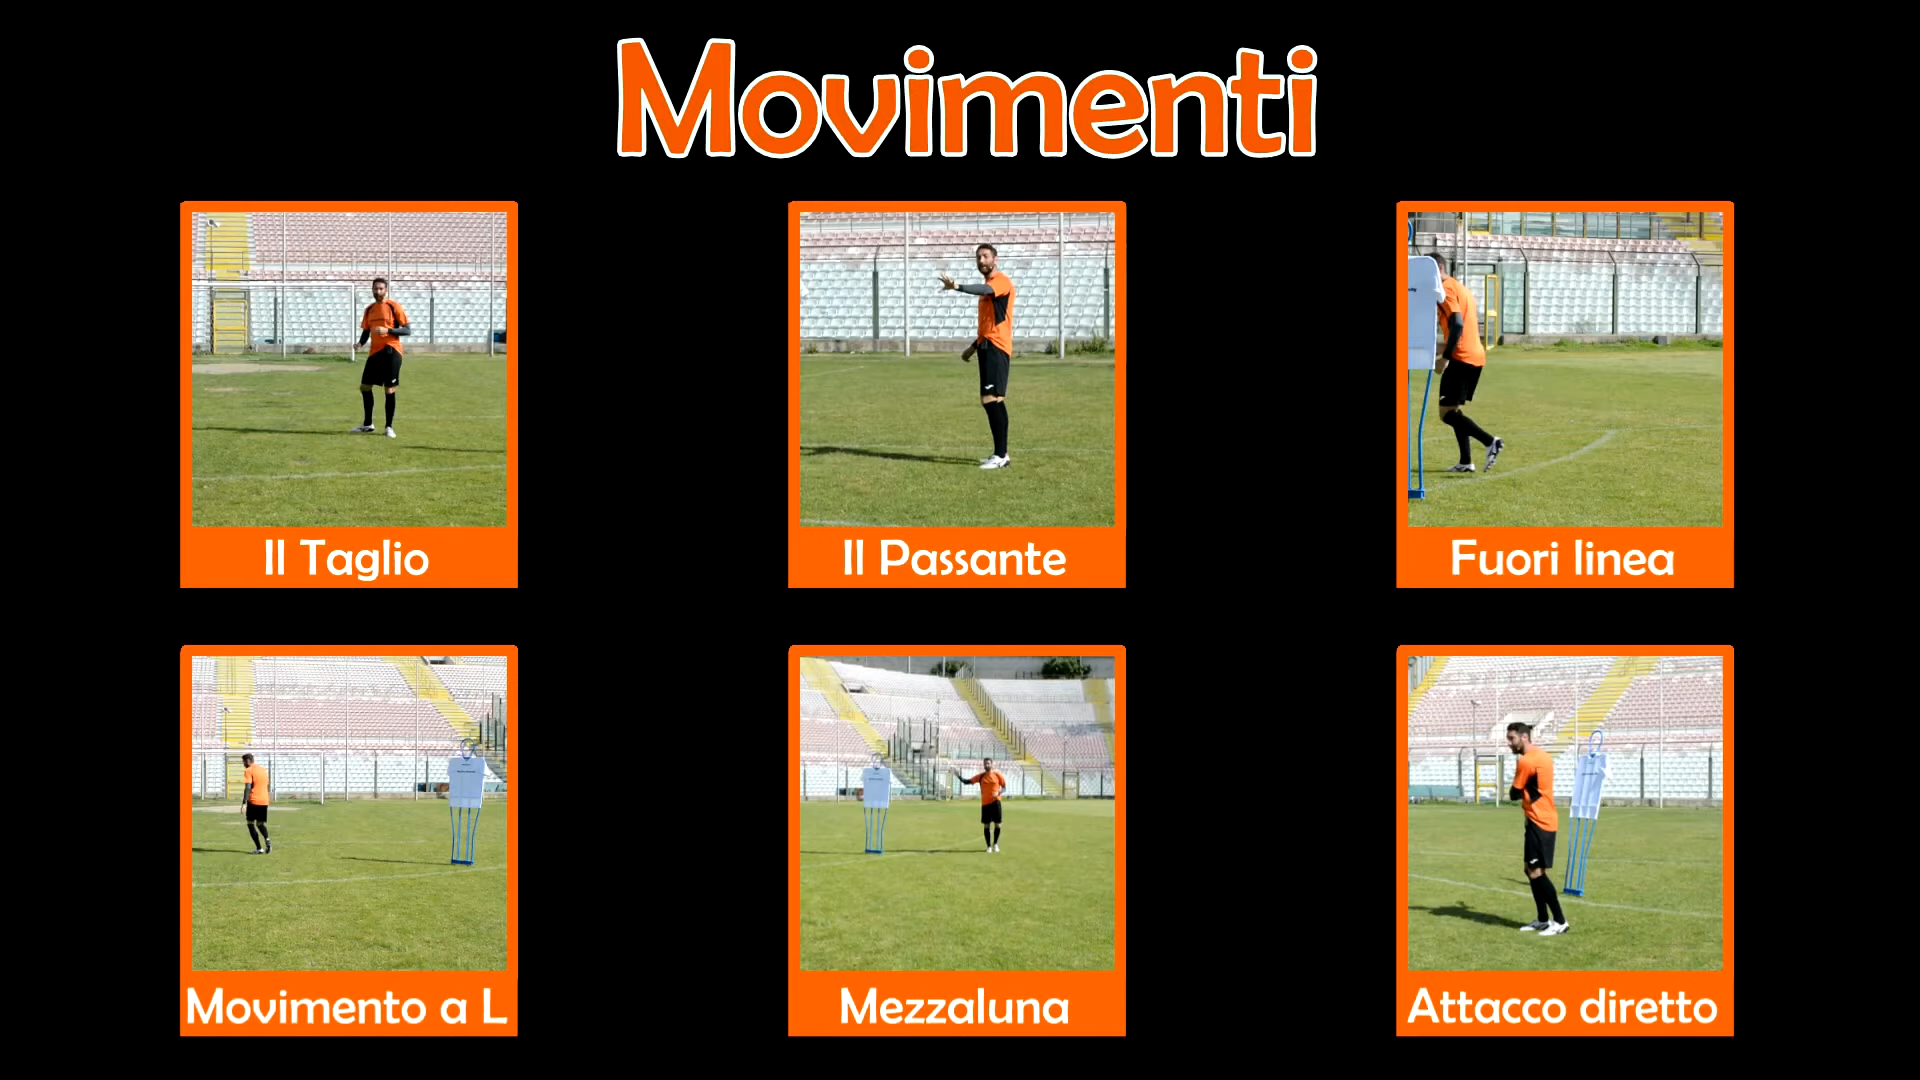 Movimenti
Il Taglio
Il Passante
Fuori linea
Movimento a L
Mezzaluna
Attacco diretto